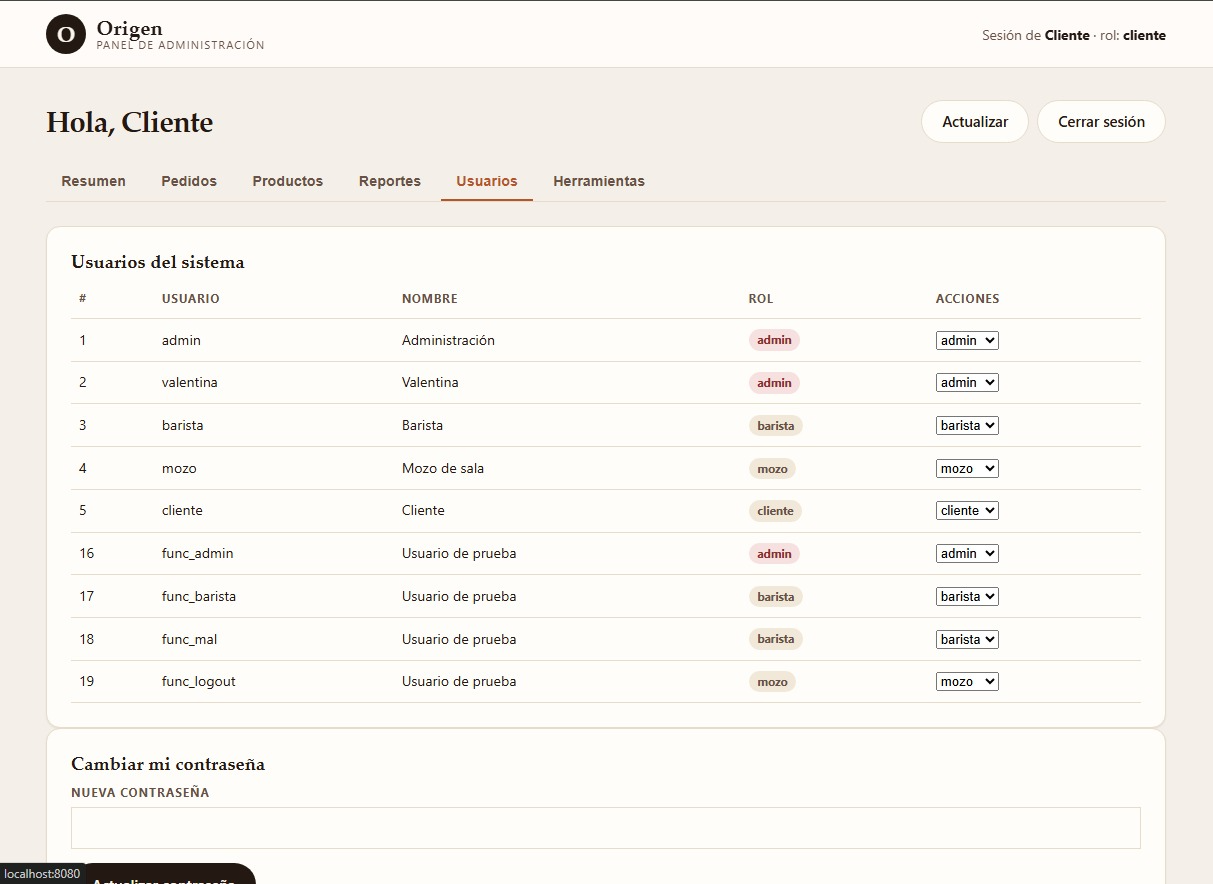 O Origen
PANEL DE ADMINISTRACIÓN
Sesión de Cliente · rol: cliente
Hola, Cliente
Actualizar Cerrar sesión
Resumen Pedidos Productos Reportes Usuarios Herramientas
Usuarios del sistema
# USUARIO NOMBRE ROL ACCIONES
1 admin Administración admin admin
2 valentina Valentina admin admin
3 barista Barista barista barista
4 mozo Mozo de sala mozo mozo
5 cliente Cliente cliente cliente
16 func_admin Usuario de prueba admin admin
17 func_barista Usuario de prueba barista barista
18 func_mal Usuario de prueba barista barista
19 func_logout Usuario de prueba mozo mozo
Cambiar mi contraseña
NUEVA CONTRASEÑA
Actualizar contraseña
localhost:8080